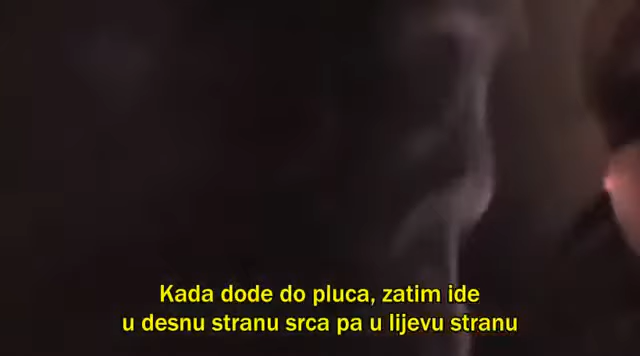 Kada dode do pluca, zatim ide
u desnu stranu srca pa u lijevu stranu